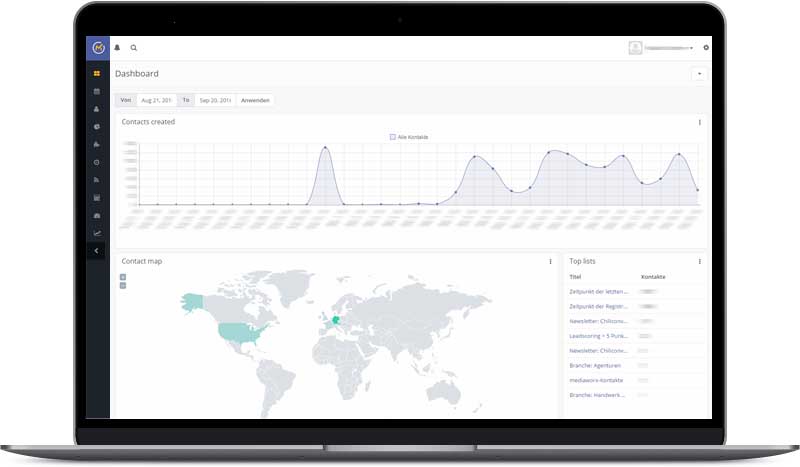 Dashboard
Von Aug 21, 201 To Sep 20, 201 Anwenden
Contacts created
Alle Kontakte
Contact map
+
−
Top lists
Titel Kontakte
Zeitpunkt der letzten ...
Zeitpunkt der Registr...
Newsletter: Chiliconv...
Leadscoring > 5 Punk...
Newsletter: Chiliconv...
Branche: Agenturen
mediaworx-Kontakte
Branche: Handwerk ...